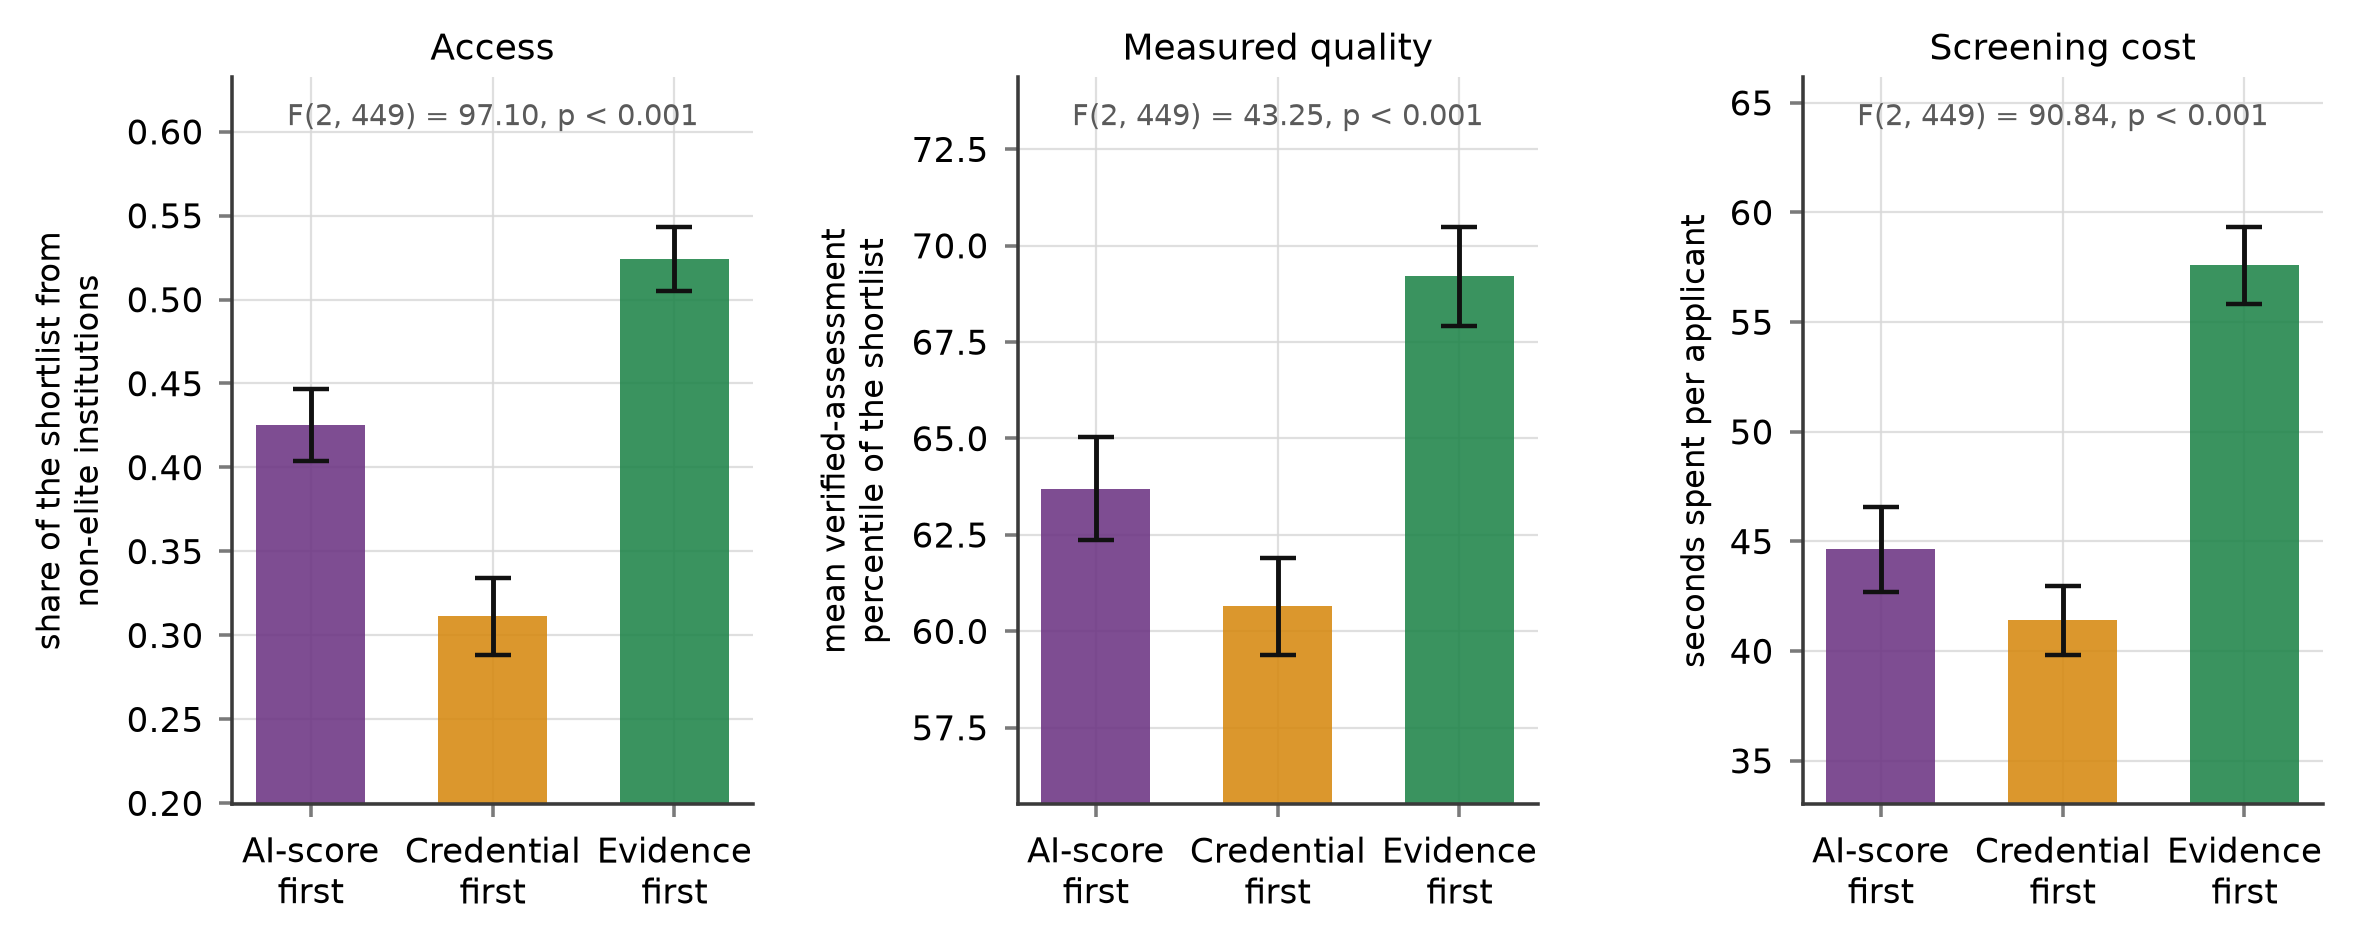 Access
F(2, 449) = 97.10, p < 0.001
share of the shortlist from
non-elite institutions
0.60
0.55
0.50
0.45
0.40
0.35
0.30
0.25
0.20
AI-score
first
Credential
first
Evidence
first
Measured quality
F(2, 449) = 43.25, p < 0.001
mean verified-assessment
percentile of the shortlist
72.5
70.0
67.5
65.0
62.5
60.0
57.5
AI-score
first
Credential
first
Evidence
first
Screening cost
F(2, 449) = 90.84, p < 0.001
seconds spent per applicant
65
60
55
50
45
40
35
AI-score
first
Credential
first
Evidence
first